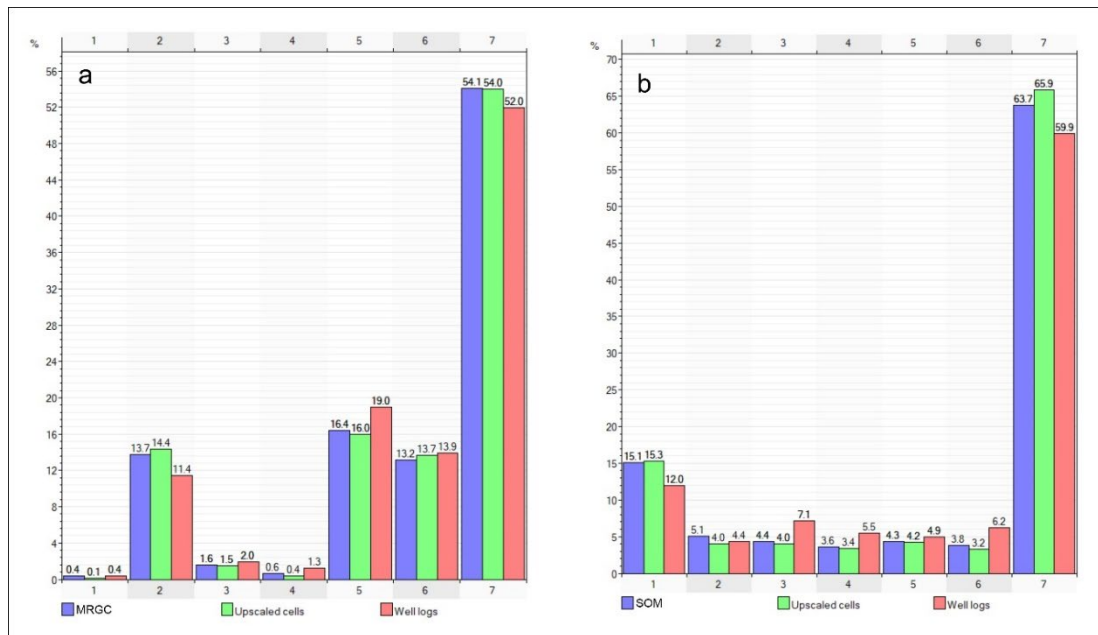 % 1 2 3 4 5 6 7
a
56
52
48
44
40
36
32
28
24
20
16
12
8
4
0
0.4 0.1 0.4
13.7 14.4 11.4
1.6 1.5 2.0
0.6 0.4 1.3
16.4 16.0 19.0
13.2 13.7 13.9
54.1 54.0 52.0
1 2 3 4 5 6 7
MRGC Upscaled cells Well logs
% 1 2 3 4 5 6 7
b
70
65
60
55
50
45
40
35
30
25
20
15
10
5
0
15.1 15.3 12.0
5.1 4.0 4.4
4.4 4.0 7.1
3.6 3.4 5.5
4.3 4.2 4.9
3.8 3.2 6.2
63.7 65.9 59.9
1 2 3 4 5 6 7
SOM Upscaled cells Well logs